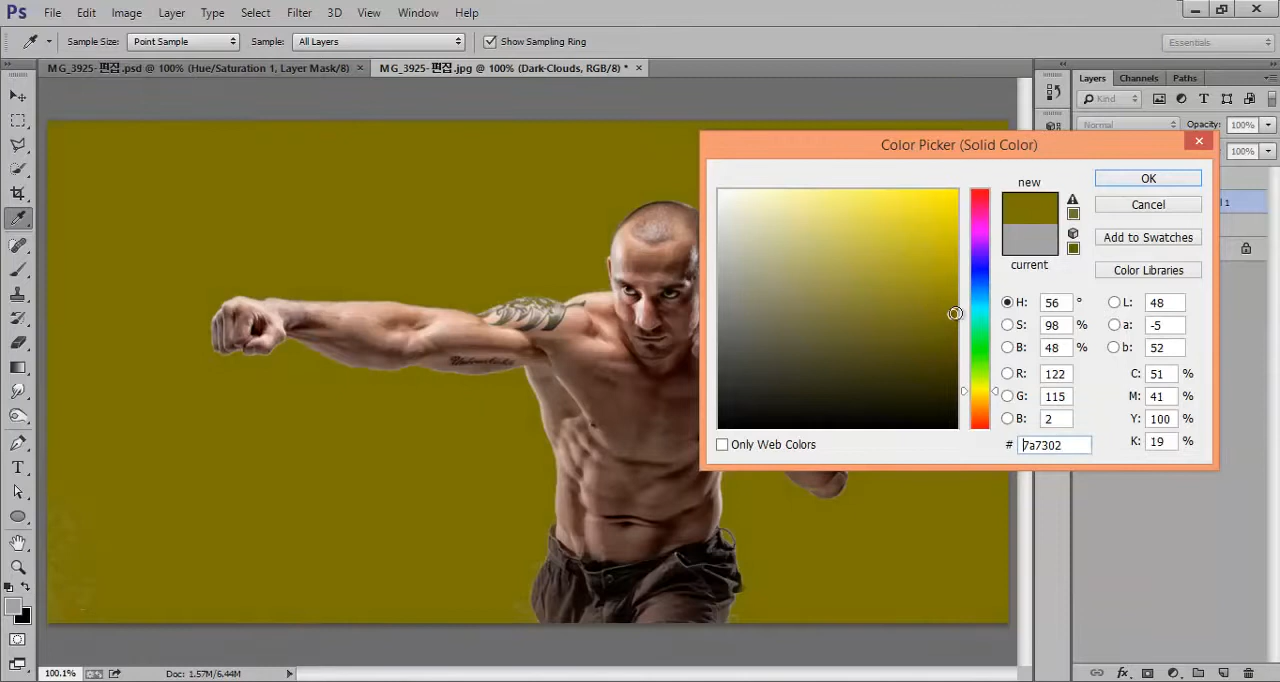 Ps File Edit Image Layer Type Select Filter 3D View Window Help
Sample Size: Point Sample Sample: All Layers Show Sampling Ring Essentials
MG_3925-편집.psd @ 100% (Hue/Saturation 1, Layer Mask/8) × MG_3925-편집.jpg @ 100% (Dark-Clouds, RGB/8) * ×
Layers Channels Paths
Kind
Normal Opacity: 100%
100%
1
Color Picker (Solid Color)
new
current
OK
Cancel
Add to Swatches
Color Libraries
H: 56 °
S: 98 %
B: 48 %
R: 122
G: 115
B: 2
L: 48
a: -5
b: 52
C: 51 %
M: 41 %
Y: 100 %
K: 19 %
Only Web Colors
# 7a7302
100.1% Doc: 1.57M/6.44M